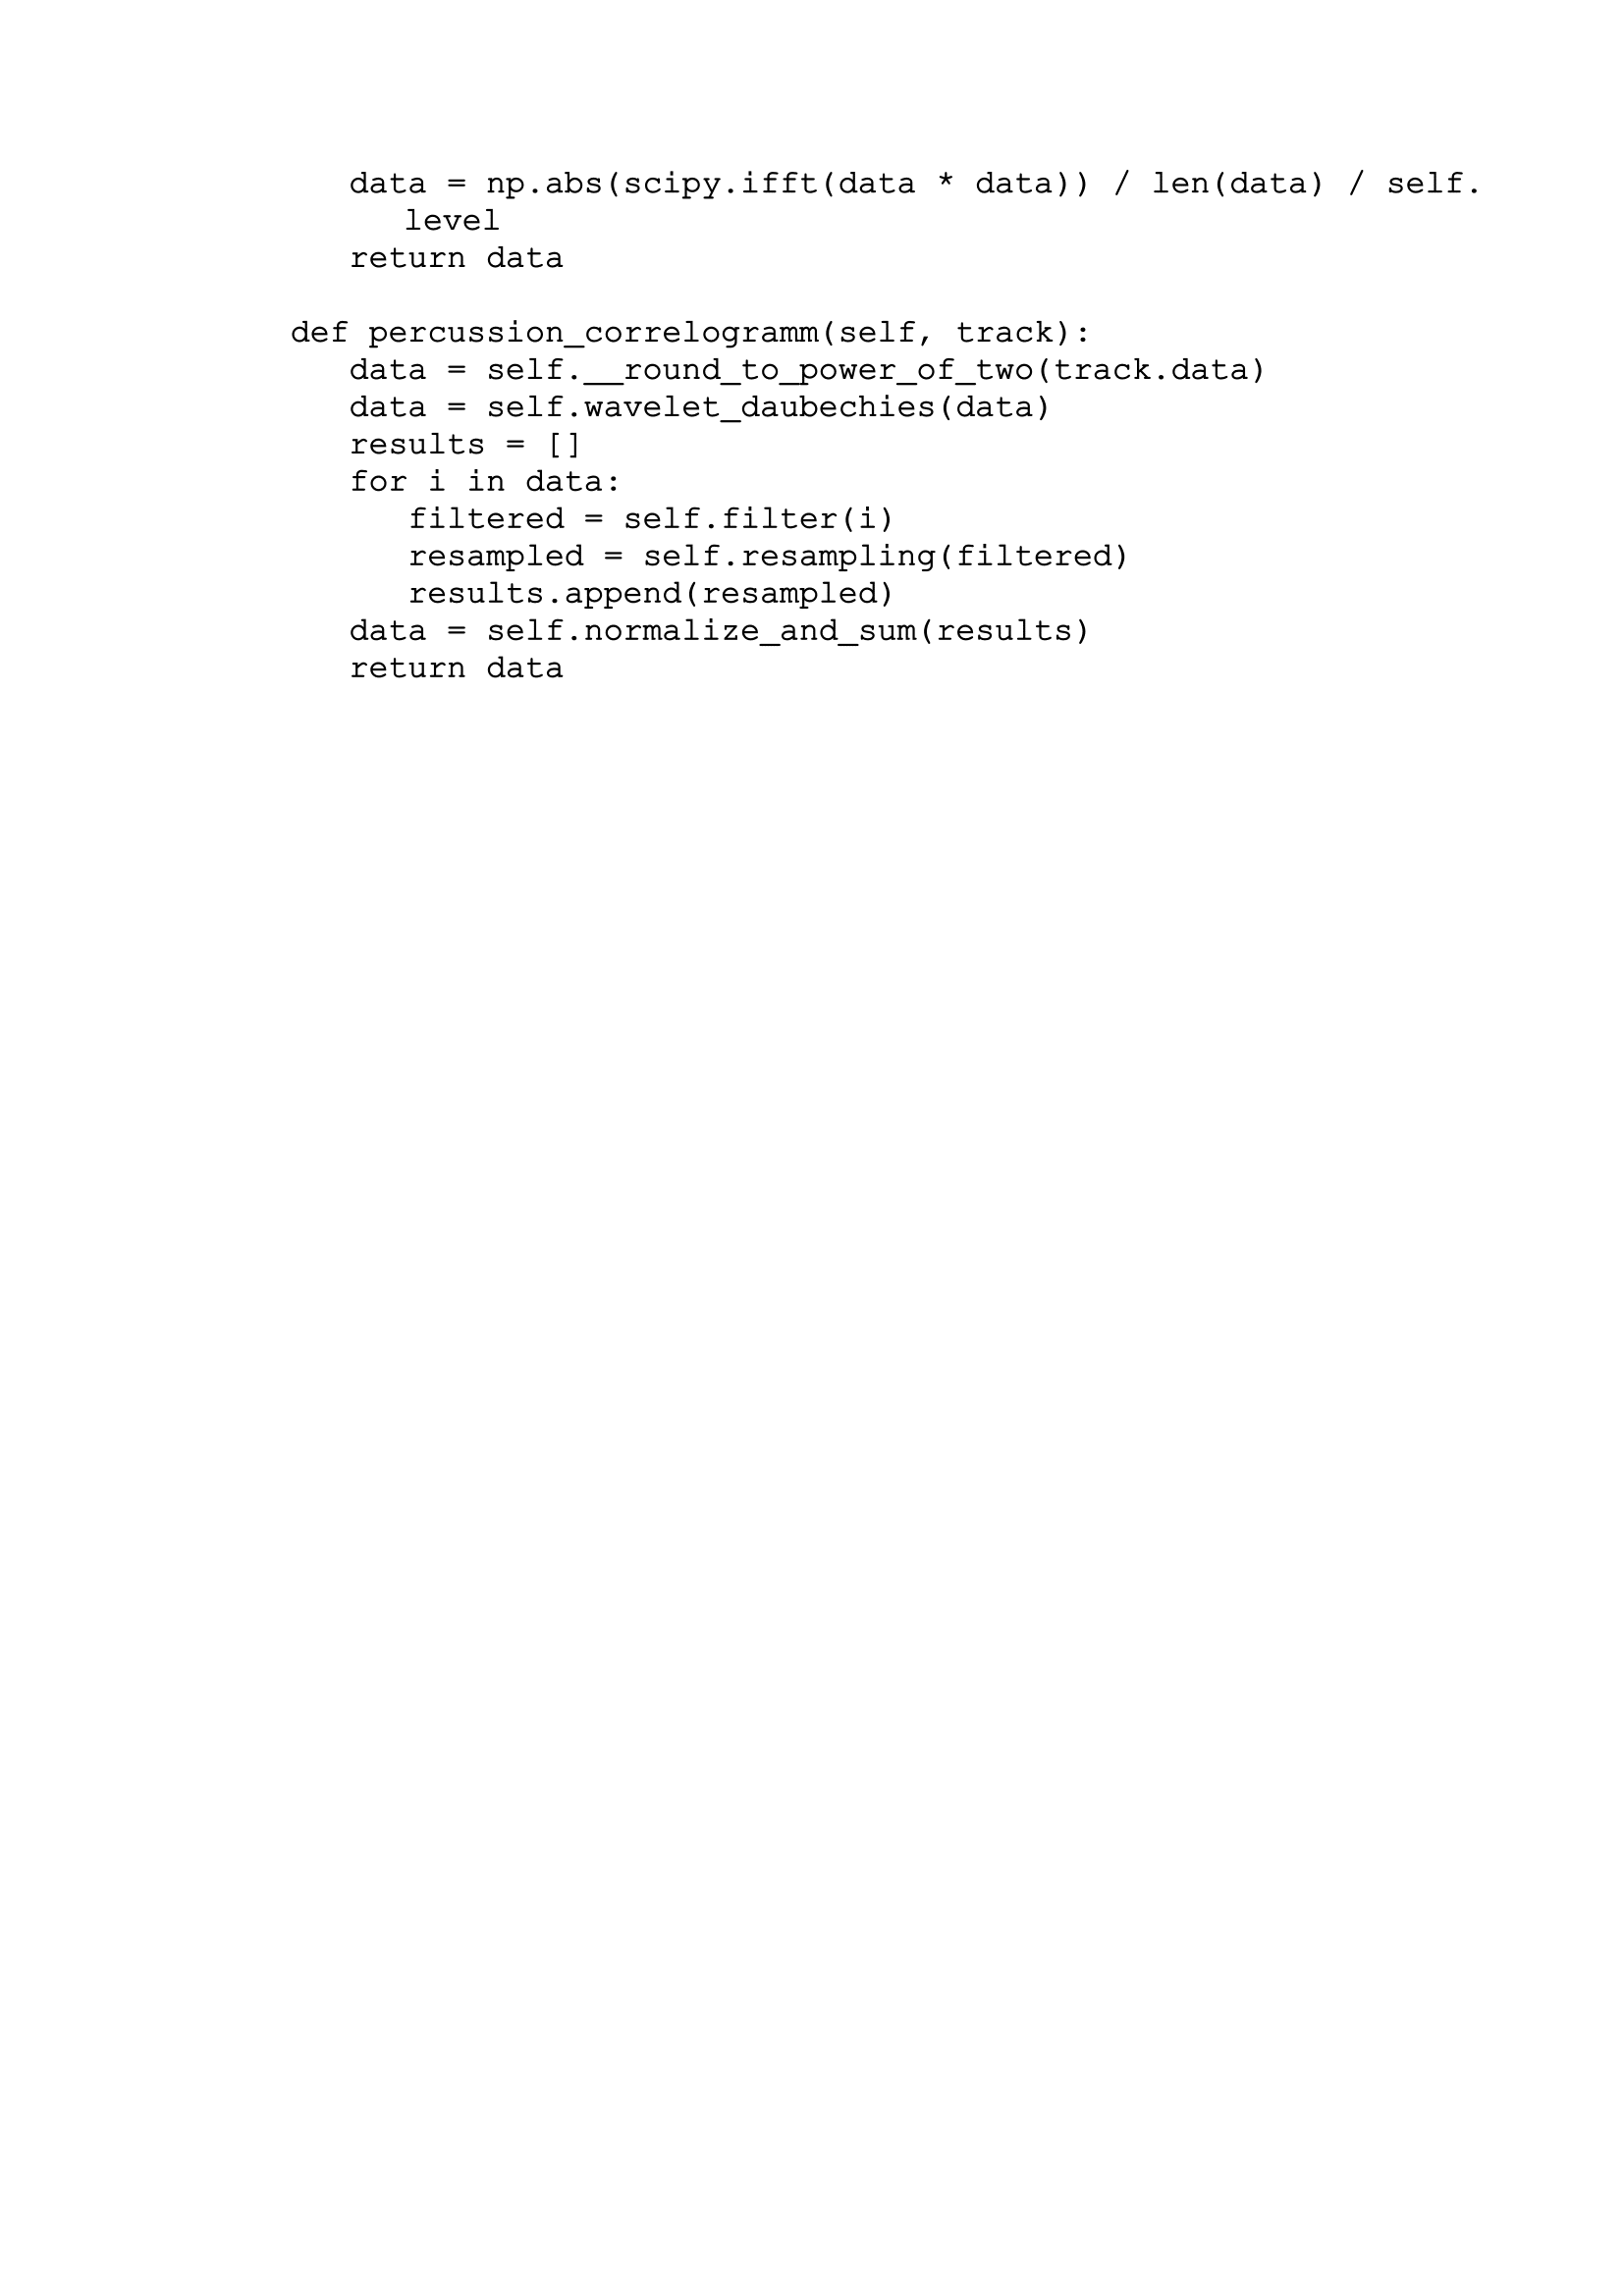 data = np.abs(scipy.ifft(data * data)) / len(data) / self.
level
return data
def percussion_correlogramm(self, track):
data = self.__round_to_power_of_two(track.data)
data = self.wavelet_daubechies(data)
results = []
for i in data:
filtered = self.filter(i)
resampled = self.resampling(filtered)
results.append(resampled)
data = self.normalize_and_sum(results)
return data